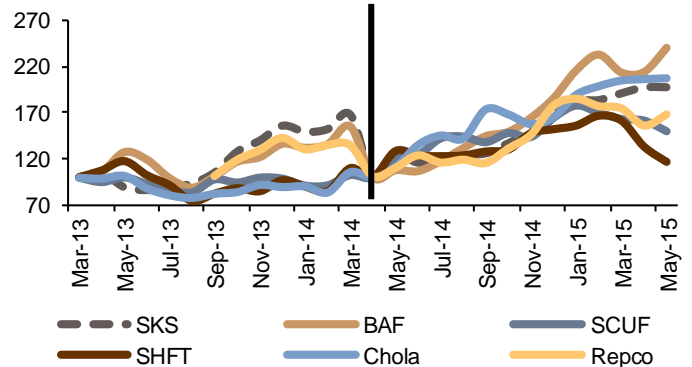 270
220
170
120
70
Mar-13
May-13
Jul-13
Sep-13
Nov-13
Jan-14
Mar-14
May-14
Jul-14
Sep-14
Nov-14
Jan-15
Mar-15
May-15
SKS BAF SCUF
SHFT Chola Repco